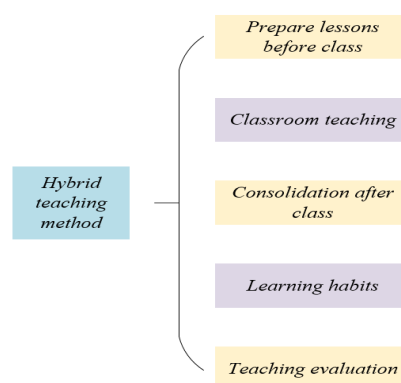 Prepare lessons
before class
Classroom teaching
Hybrid
teaching
method
Consolidation after
class
Learning habits
Teaching evaluation